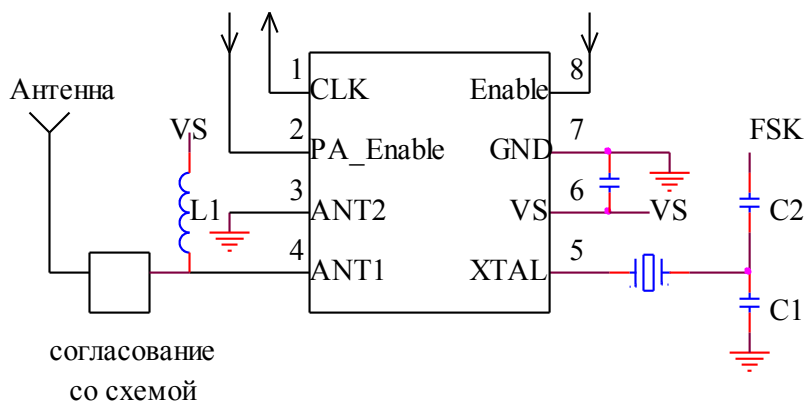 Антенна
VS
L1
согласование
со схемой
1
CLK
2
PA_Enable
3
ANT2
4
ANT1
8
Enable
7
GND
6
VS
5
XTAL
VS
FSK
C2
C1